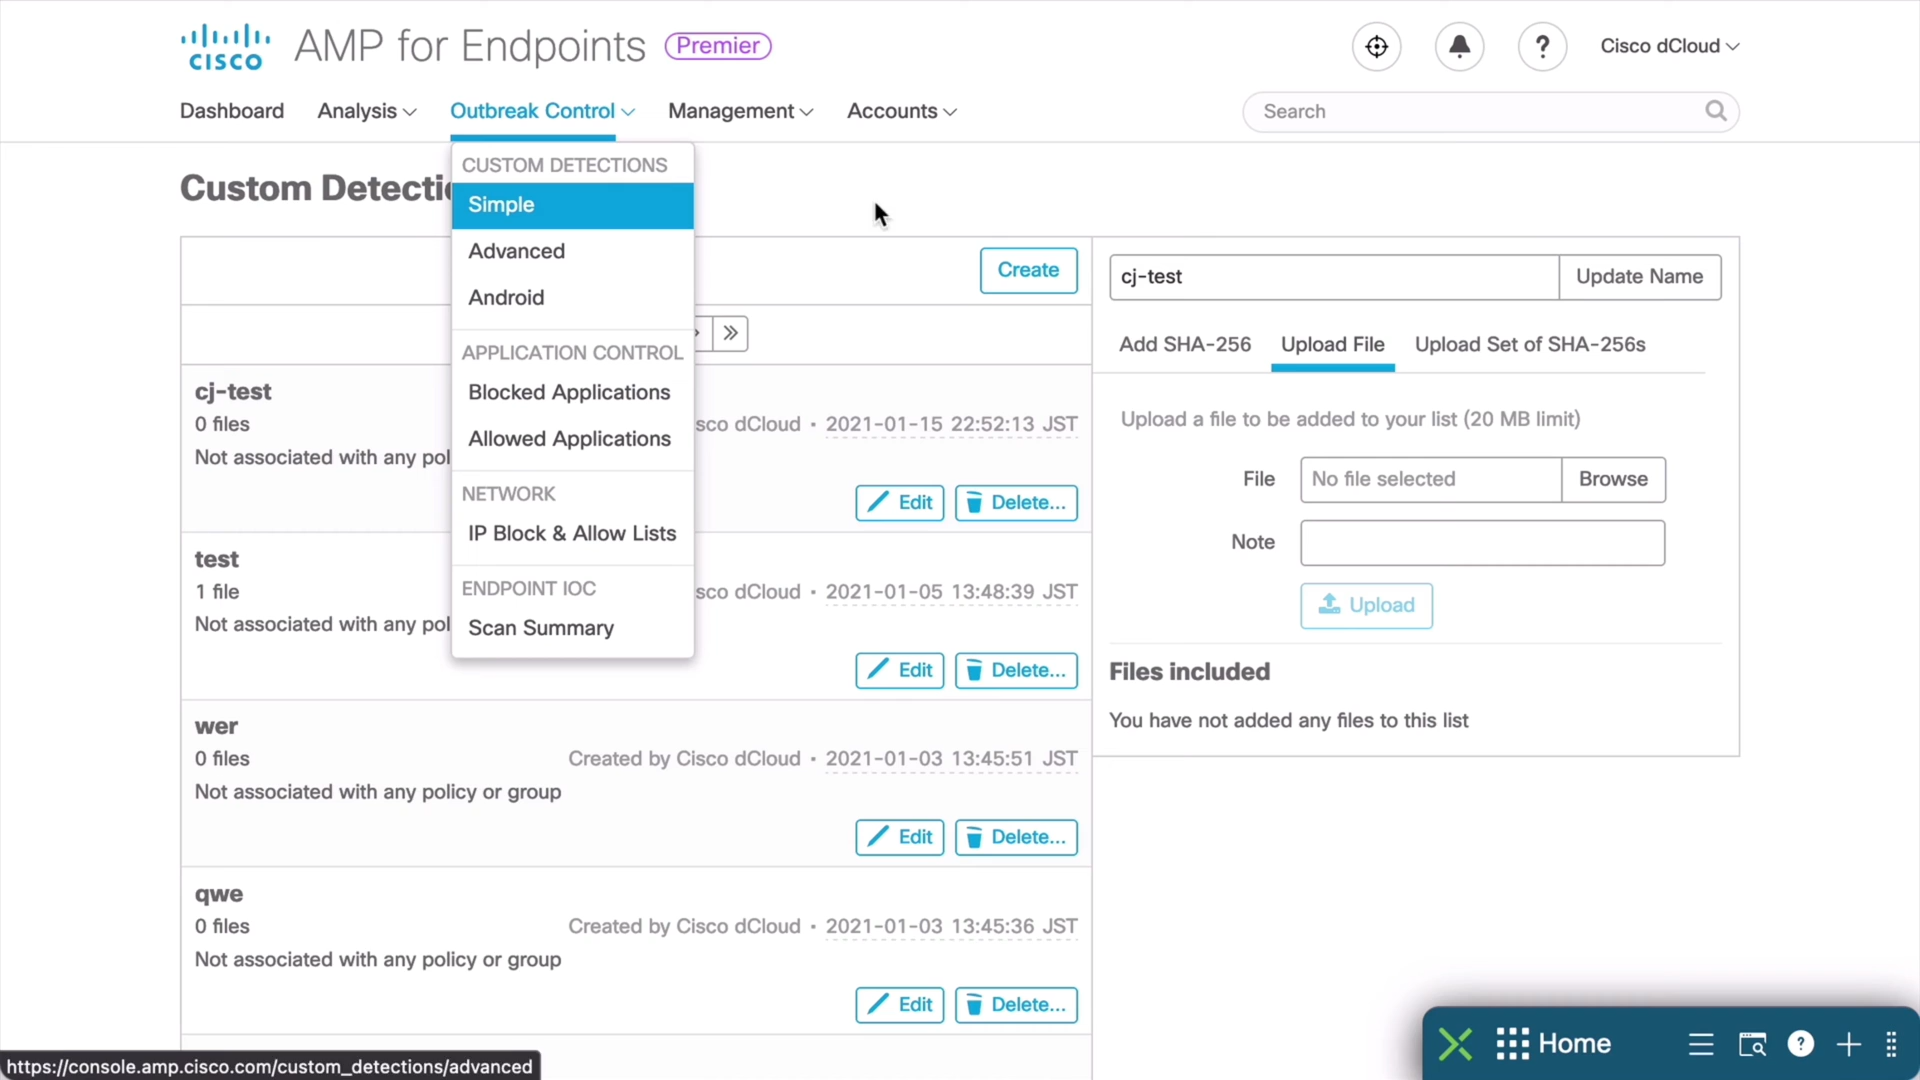 CISCO AMP for Endpoints Premier
? Cisco dCloud
Dashboard Analysis Outbreak Control Management Accounts Search
CUSTOM DETECTIONS
Simple
Advanced
Android
APPLICATION CONTROL
Blocked Applications
Allowed Applications
NETWORK
IP Block & Allow Lists
ENDPOINT IOC
Scan Summary
Custom
Create
»
cj-test
0 files
sco dCloud • 2021-01-15 22:52:13 JST
Not associated with any
Edit Delete...
test
1 file
sco dCloud • 2021-01-05 13:48:39 JST
Not associated with any
Edit Delete...
wer
0 files
Created by Cisco dCloud • 2021-01-03 13:45:51 JST
Not associated with any policy or group
Edit Delete...
qwe
0 files
Created by Cisco dCloud • 2021-01-03 13:45:36 JST
Not associated with any policy or group
Edit Delete...
cj-test Update Name
Add SHA-256 Upload File Upload Set of SHA-256s
Upload a file to be added to your list (20 MB limit)
File No file selected Browse
Note
Upload
Files included
You have not added any files to this list
https://console.amp.cisco.com/custom_detections/advanced
Home ?